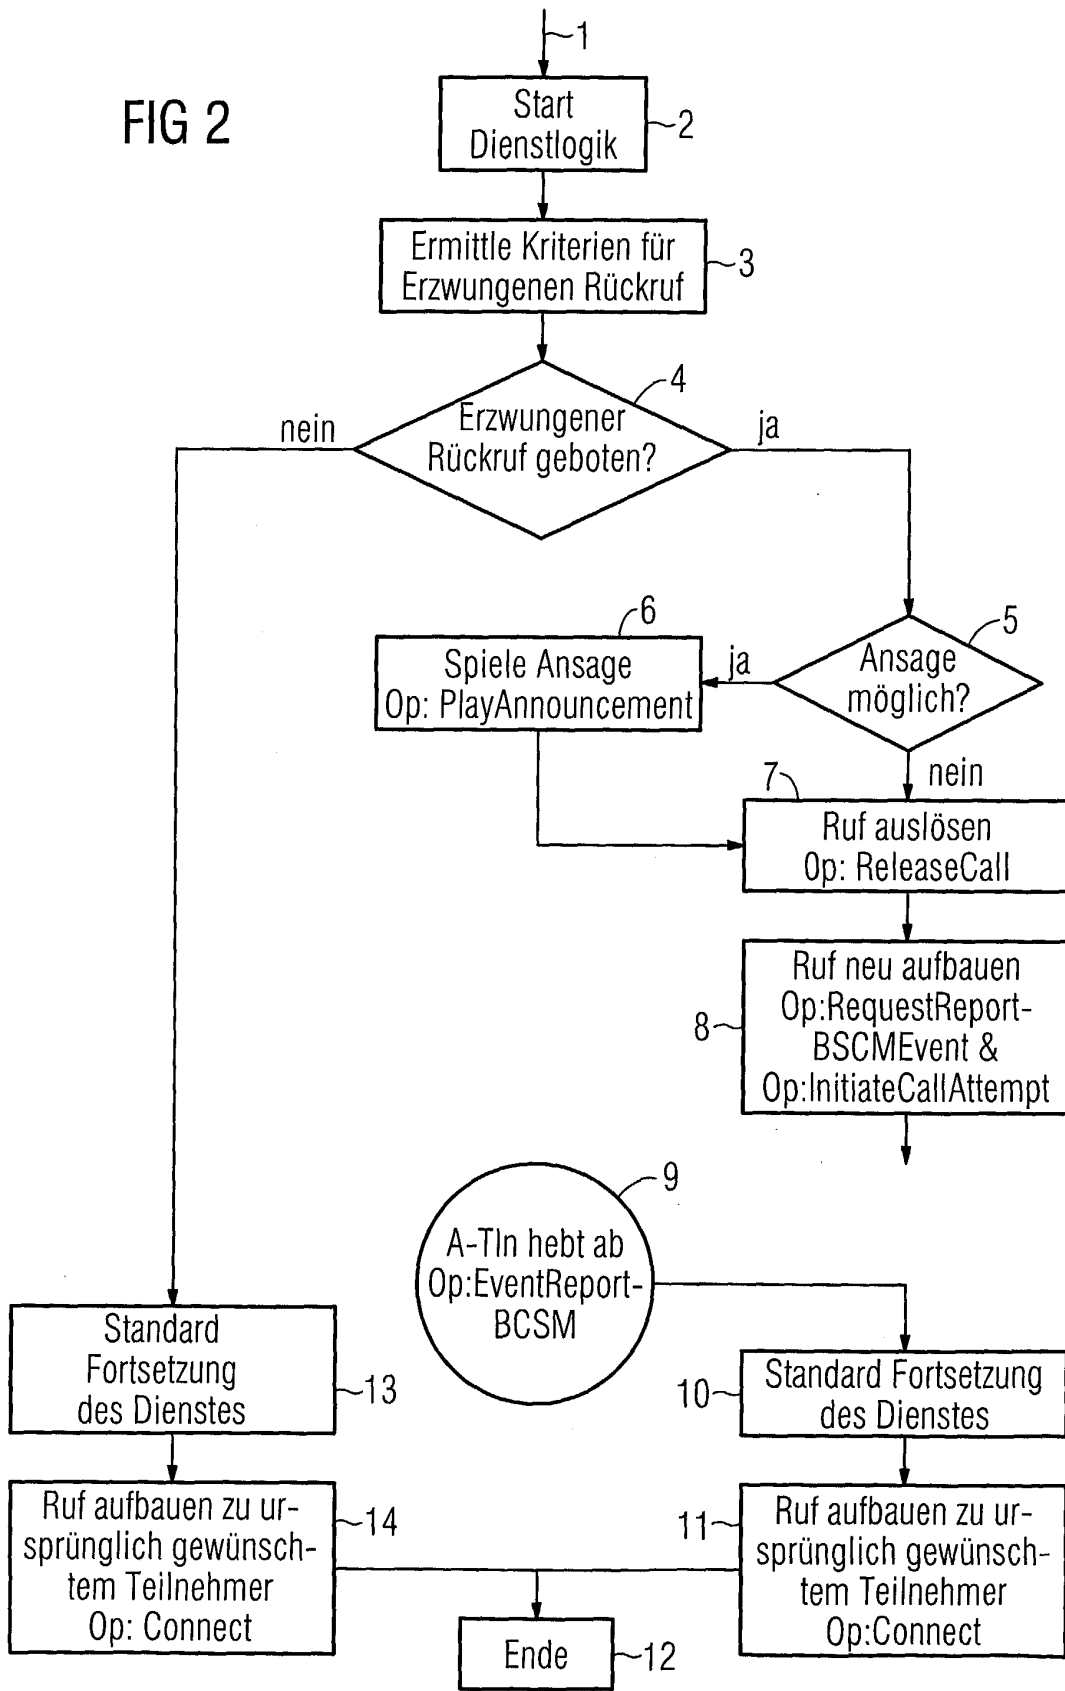 1
FIG 2
Start
Dienstlogik
2
Ermittle Kriterien für
Erzwungenen Rückruf
3
4
Erzwungener
Rückruf geboten?
nein
ja
5
Ansage
möglich?
ja
nein
6
Spiele Ansage
Op: PlayAnnouncement
7
Ruf auslösen
Op: ReleaseCall
8
Ruf neu aufbauen
Op:RequestReport-
BSCMEvent &
Op:InitiateCallAttempt
9
A-Tln hebt ab
Op:EventReport-
BCSM
Standard
Fortsetzung
des Dienstes
13
10
Standard Fortsetzung
des Dienstes
Ruf aufbauen zu ur-
sprünglich gewünsch-
tem Teilnehmer
Op: Connect
14
11
Ruf aufbauen zu ur-
sprünglich gewünsch-
tem Teilnehmer
Op:Connect
Ende
12